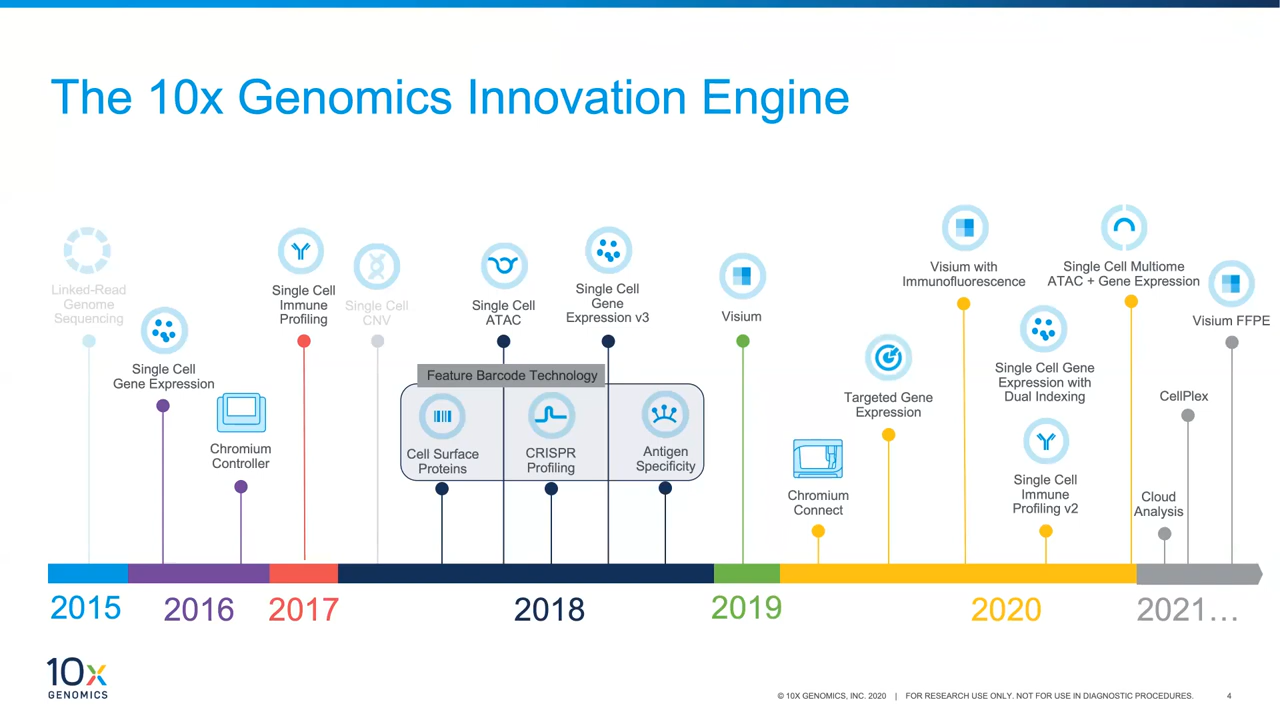 The 10x Genomics Innovation Engine
Linked-Read
Genome
Sequencing
Single Cell
Gene Expression
Chromium
Controller
Single Cell
Immune
Profiling
Single Cell
CNV
Single Cell
ATAC
Single Cell
Gene
Expression v3
Feature Barcode Technology
Cell Surface
Proteins
CRISPR
Profiling
Antigen
Specificity
Visium
Chromium
Connect
Targeted Gene
Expression
Visium with
Immunofluorescence
Single Cell Gene
Expression with
Dual Indexing
Single Cell
Immune
Profiling v2
Single Cell Multiome
ATAC + Gene Expression
Cloud
Analysis
CellPlex
Visium FFPE
2015
2016
2017
2018
2019
2020
2021…
10x
GENOMICS
© 10X GENOMICS, INC. 2020 | FOR RESEARCH USE ONLY. NOT FOR USE IN DIAGNOSTIC PROCEDURES. 4